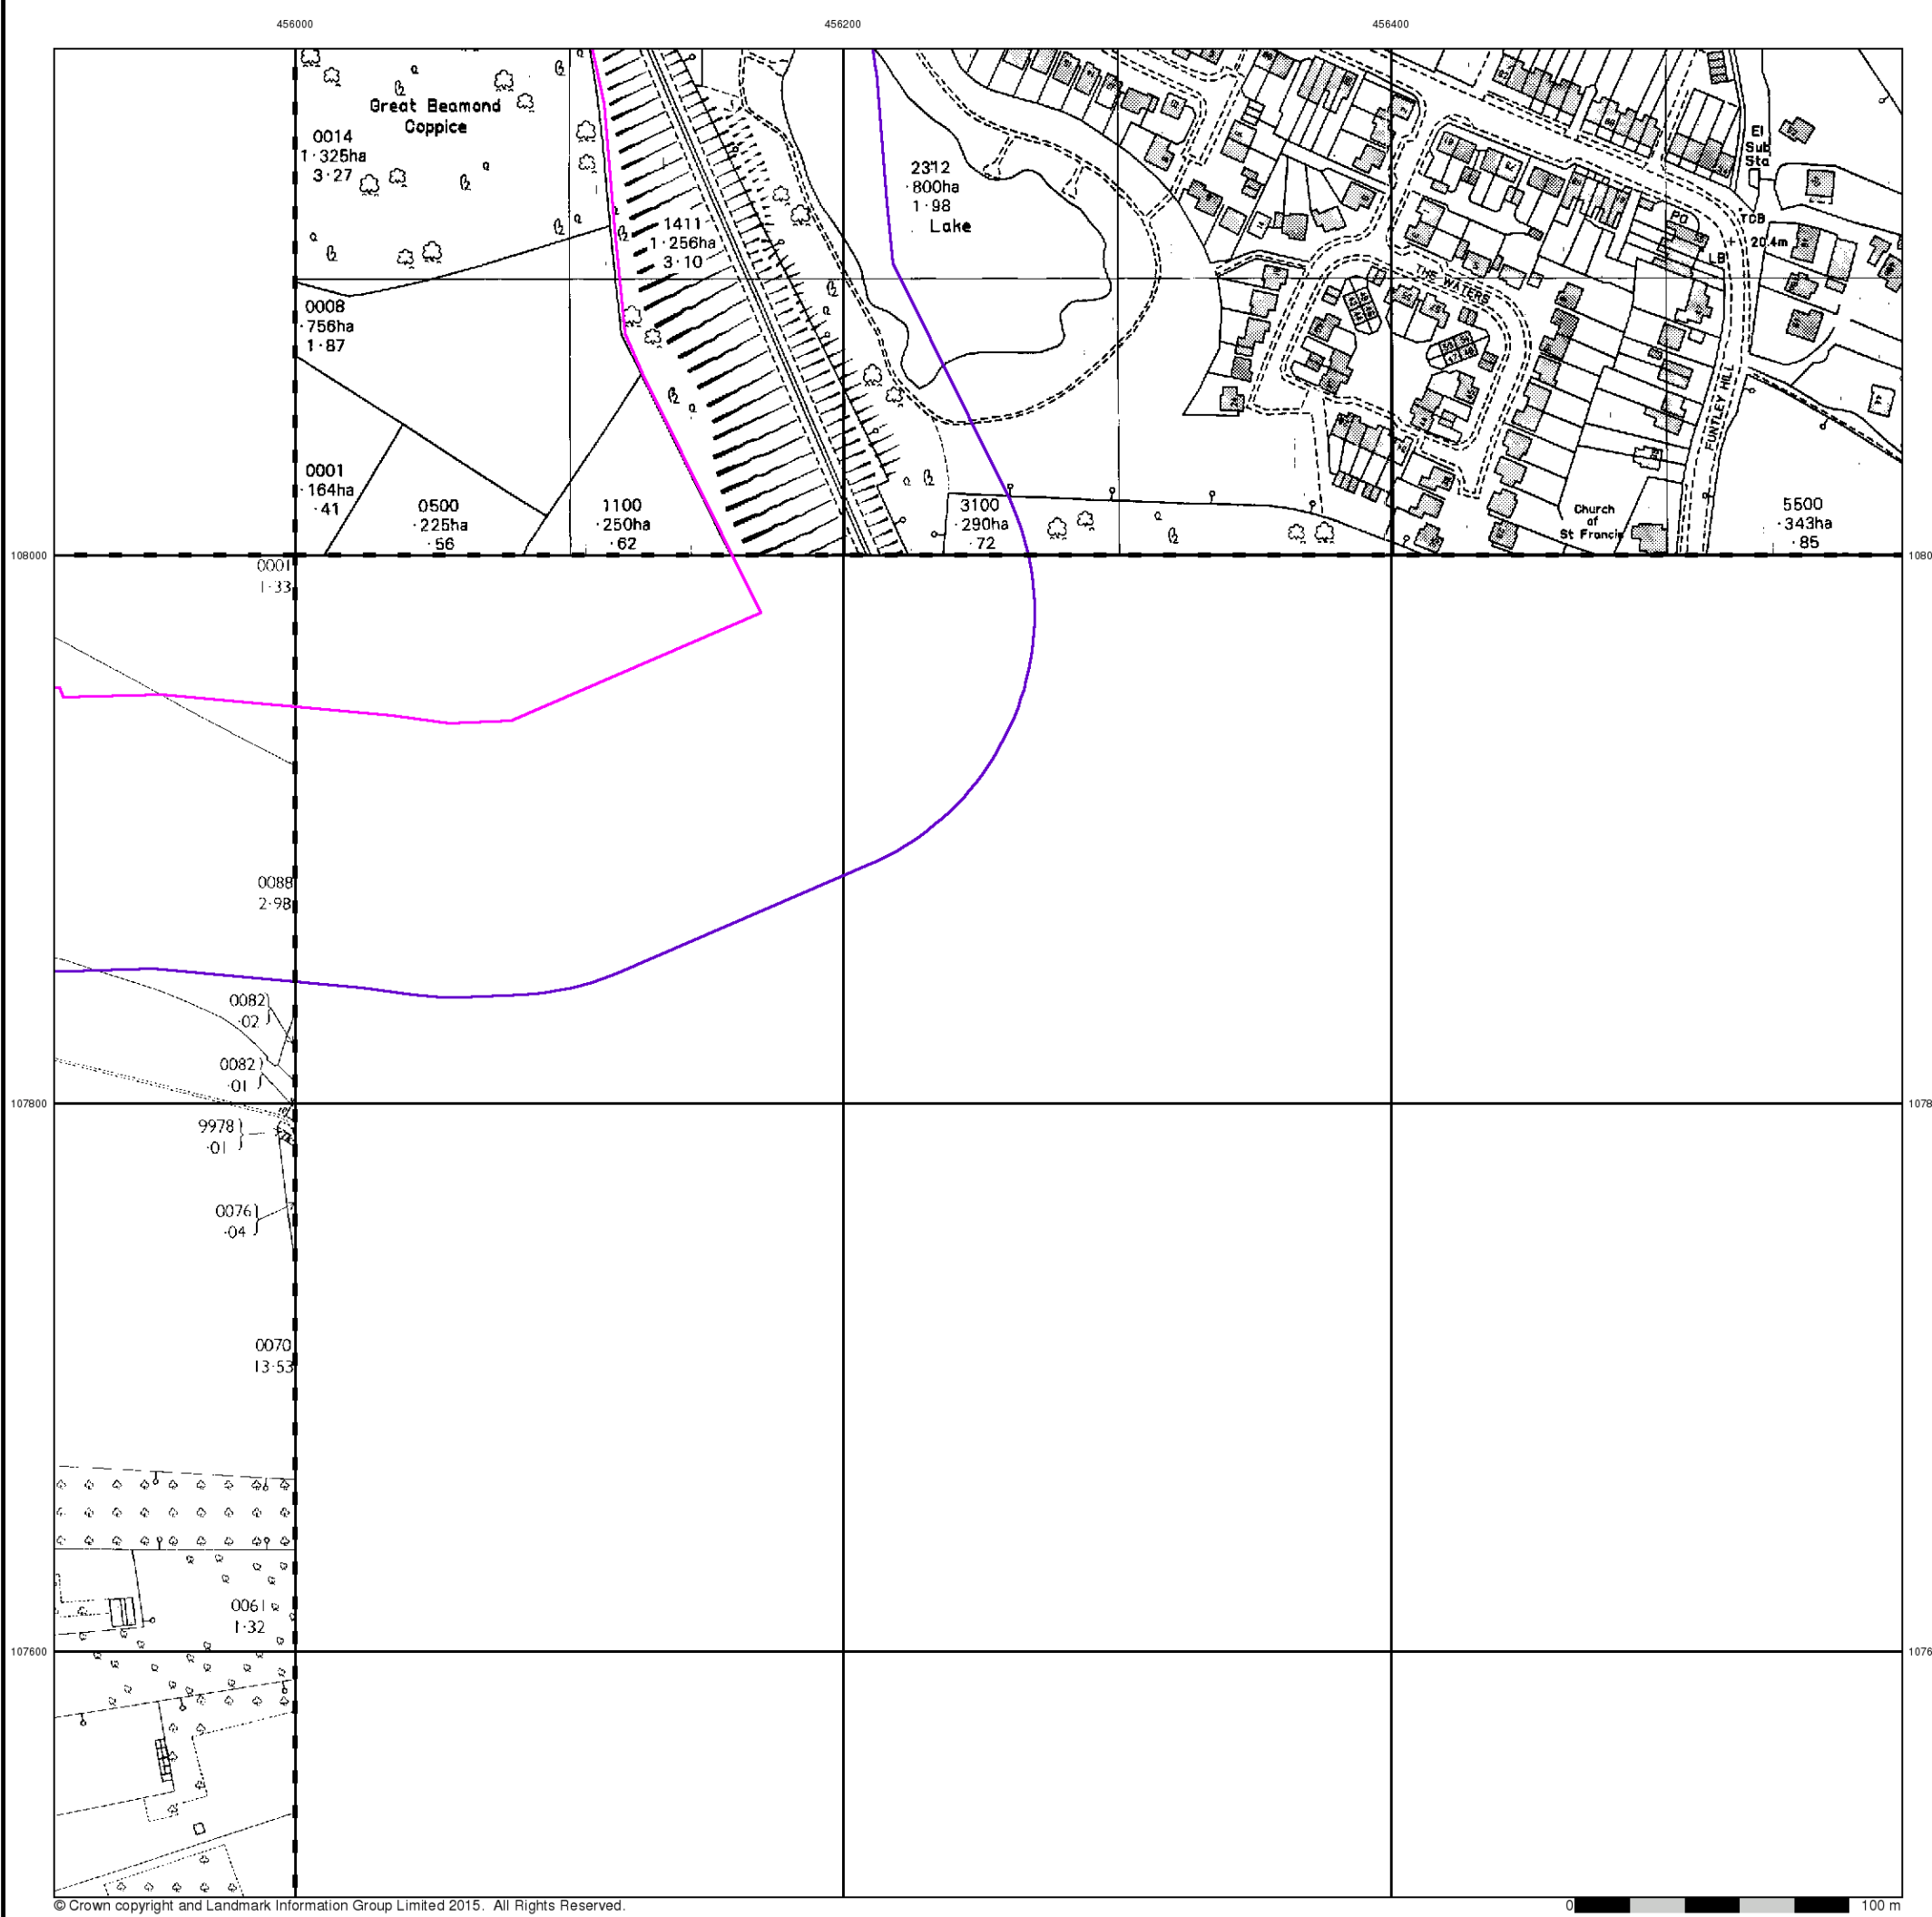 456000
456200
456400
Great Beamond
Coppice
0014
1·325ha
3·27
2312
·800ha
1·98
Lake
El
Sub
Sta
1411
1·256ha
3·10
PO
TCB
+ 20.4m
LB
THE WATERS
0008
·756ha
1·87
FUNTLEY HILL
0001
·164ha
·41
0500
·225ha
·56
1100
·250ha
·62
3100
·290ha
·72
Church
of
St Francis
5500
·343ha
·85
108000
1080
0001
1·33
0088
2·98
0082
·02
0082
·01
107800
1078
9978
·01
0076
·04
0070
13·53
0061
1·32
107600
1076
© Crown copyright and Landmark Information Group Limited 2015. All Rights Reserved.
0
100 m